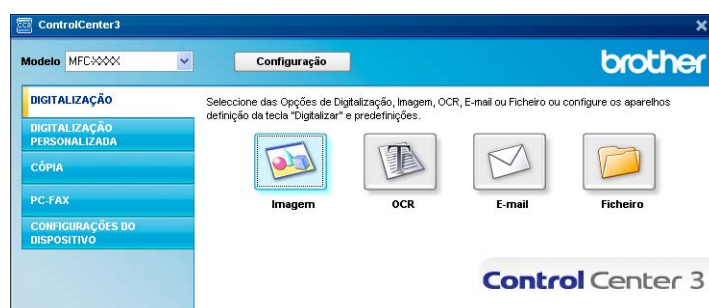 ControlCenter3
Modelo MFC-XXXX
Configuração
brother
DIGITALIZAÇÃO
DIGITALIZAÇÃO
PERSONALIZADA
CÓPIA
PC-FAX
CONFIGURAÇÕES DO
DISPOSITIVO
Seleccione das Opções de Digitalização, Imagem, OCR, E-mail ou Ficheiro ou configure os aparelhos
definição da tecla "Digitalizar" e predefinições.
Imagem
OCR
E-mail
Ficheiro
Control Center 3